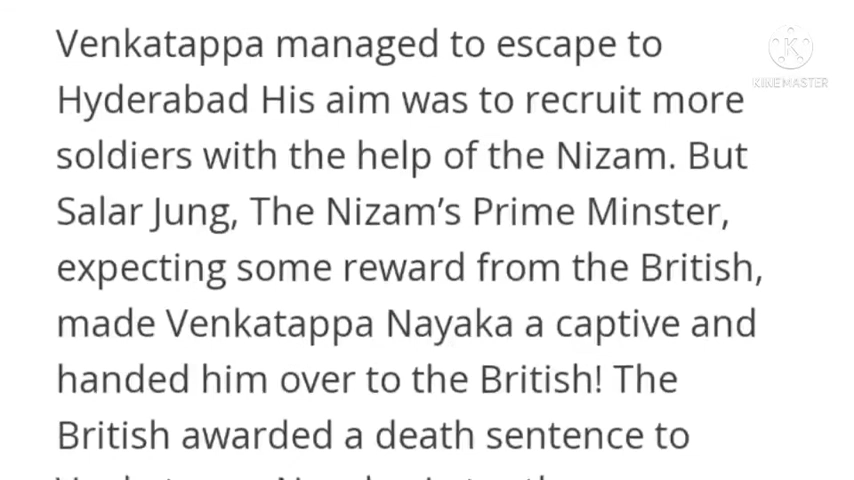 Venkatappa managed to escape to
Hyderabad His aim was to recruit more
soldiers with the help of the Nizam. But
Salar Jung, The Nizam's Prime Minster,
expecting some reward from the British,
made Venkatappa Nayaka a captive and
handed him over to the British! The
British awarded a death sentence to
K
KINEMASTER